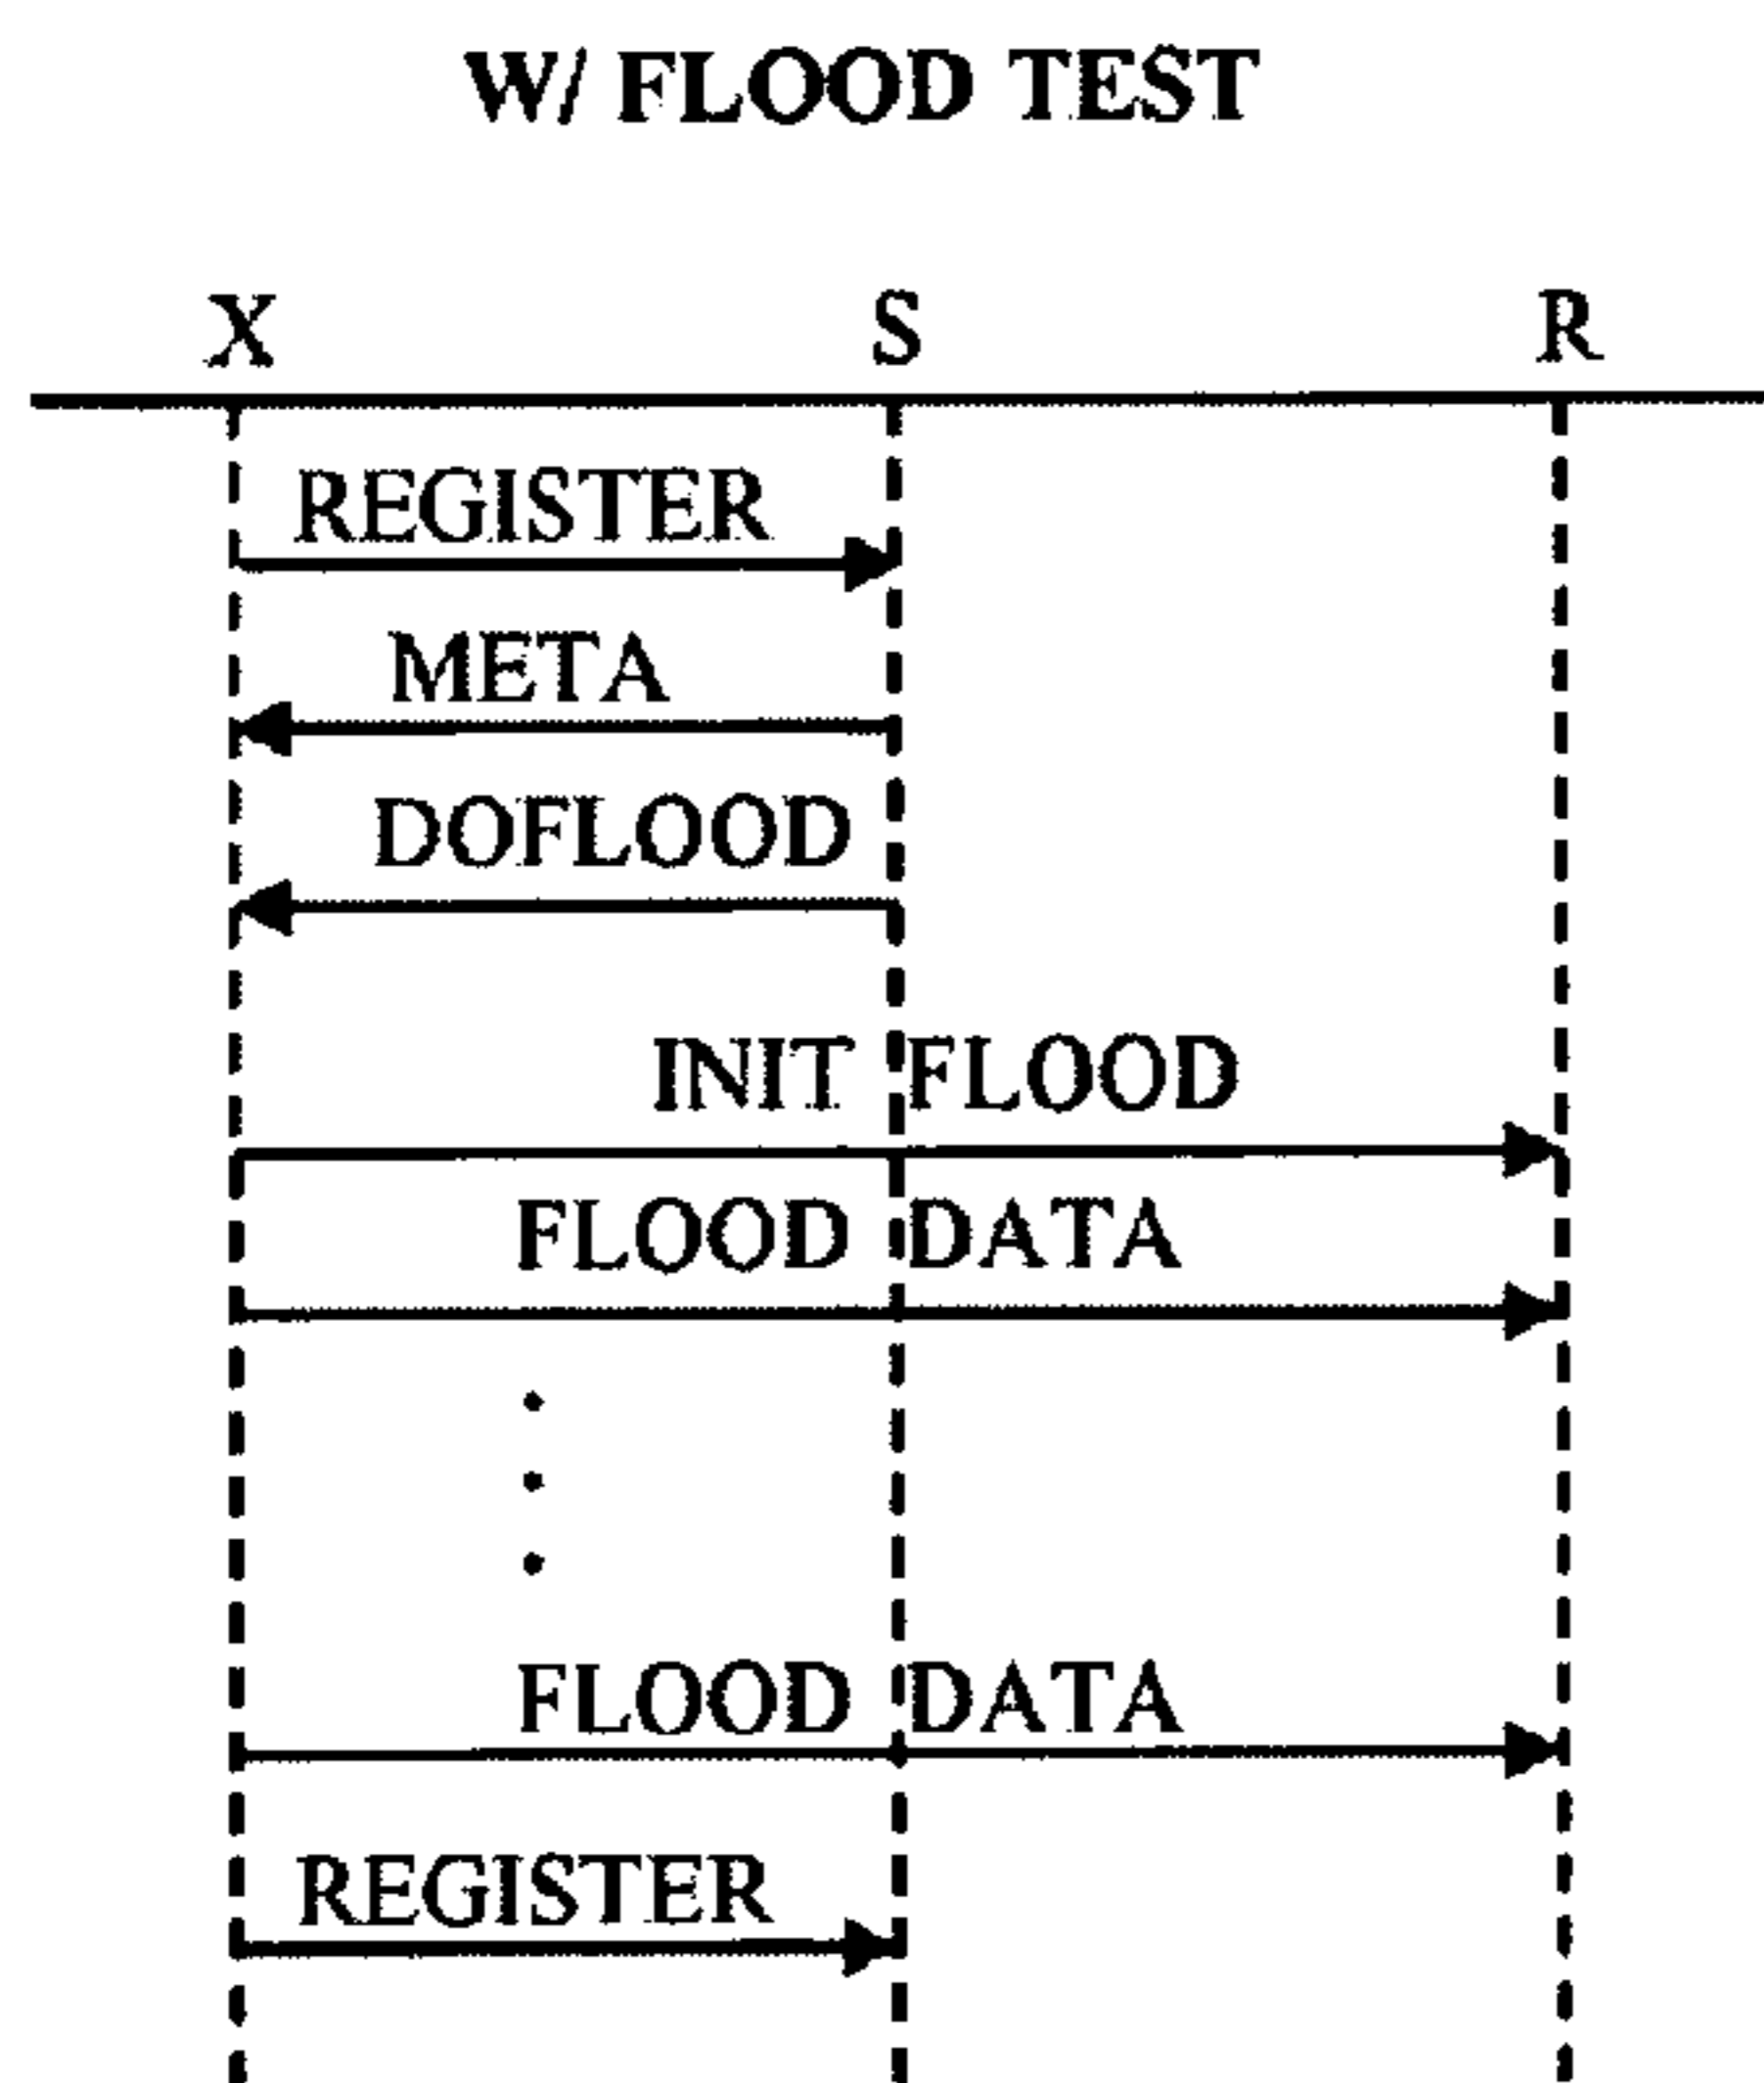 W/ FLOOD TEST
X S R
REGISTER
META
DOFLOOD
INIT FLOOD
FLOOD DATA
FLOOD DATA
REGISTER